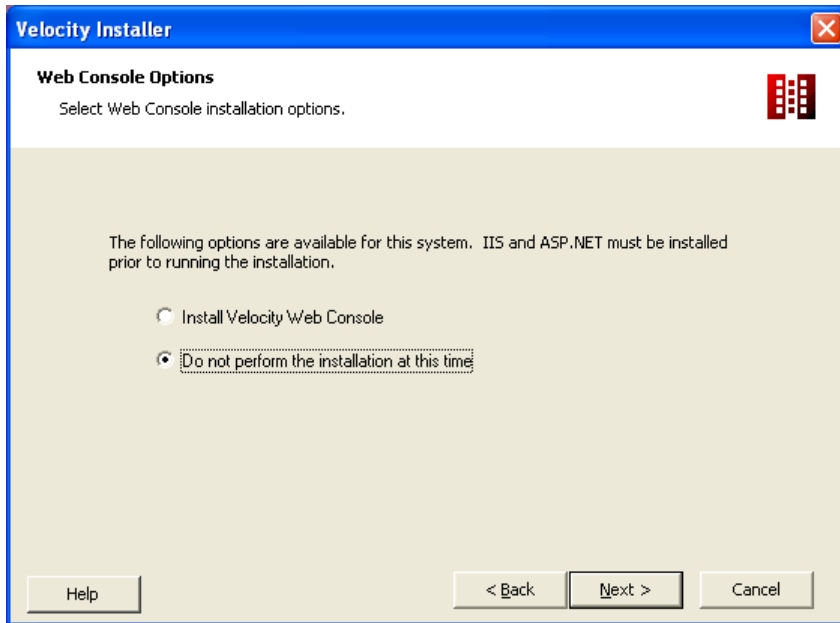 Velocity Installer
Web Console Options
Select Web Console installation options.
The following options are available for this system.  IIS and ASP.NET must be installed
prior to running the installation.
Install Velocity Web Console
Do not perform the installation at this time
Help
< Back
Next >
Cancel